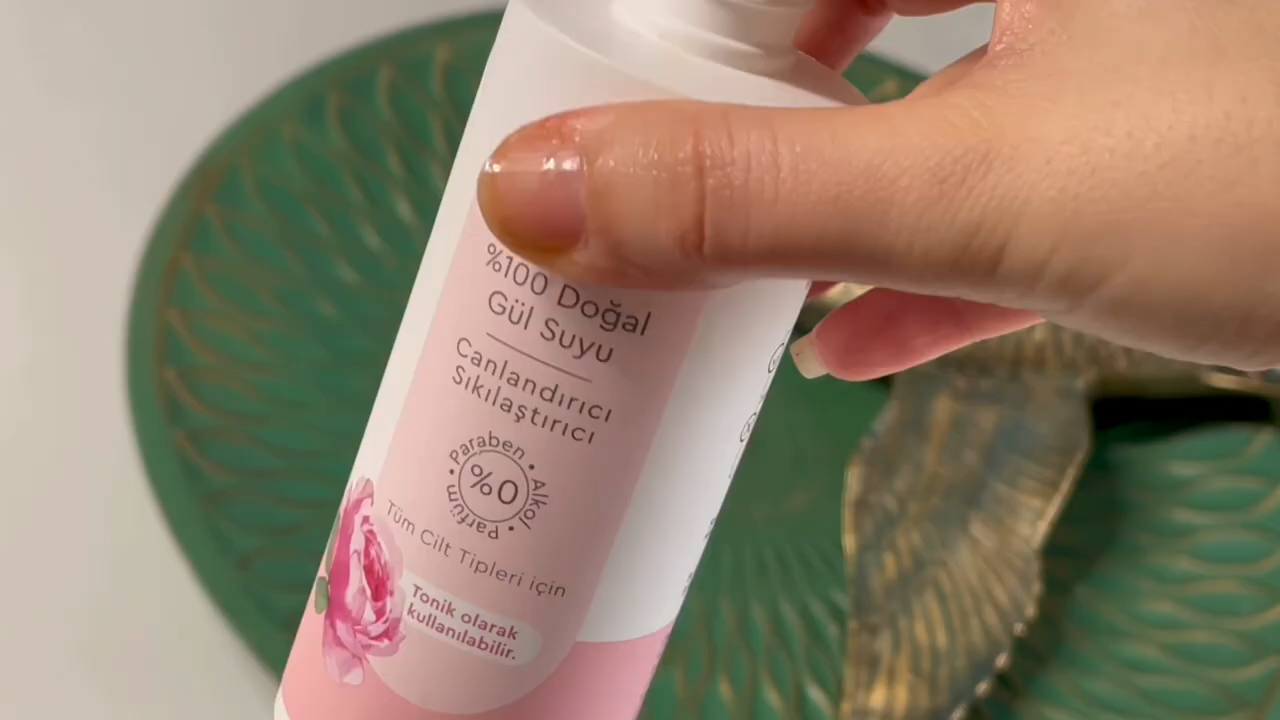 %100 Doğal
Gül Suyu
Canlandırıcı
Sıkılaştırıcı
Paraben • Alkol • Parfüm •
%0
Tüm Cilt Tipleri için
Tonik olarak
kullanılabilir.